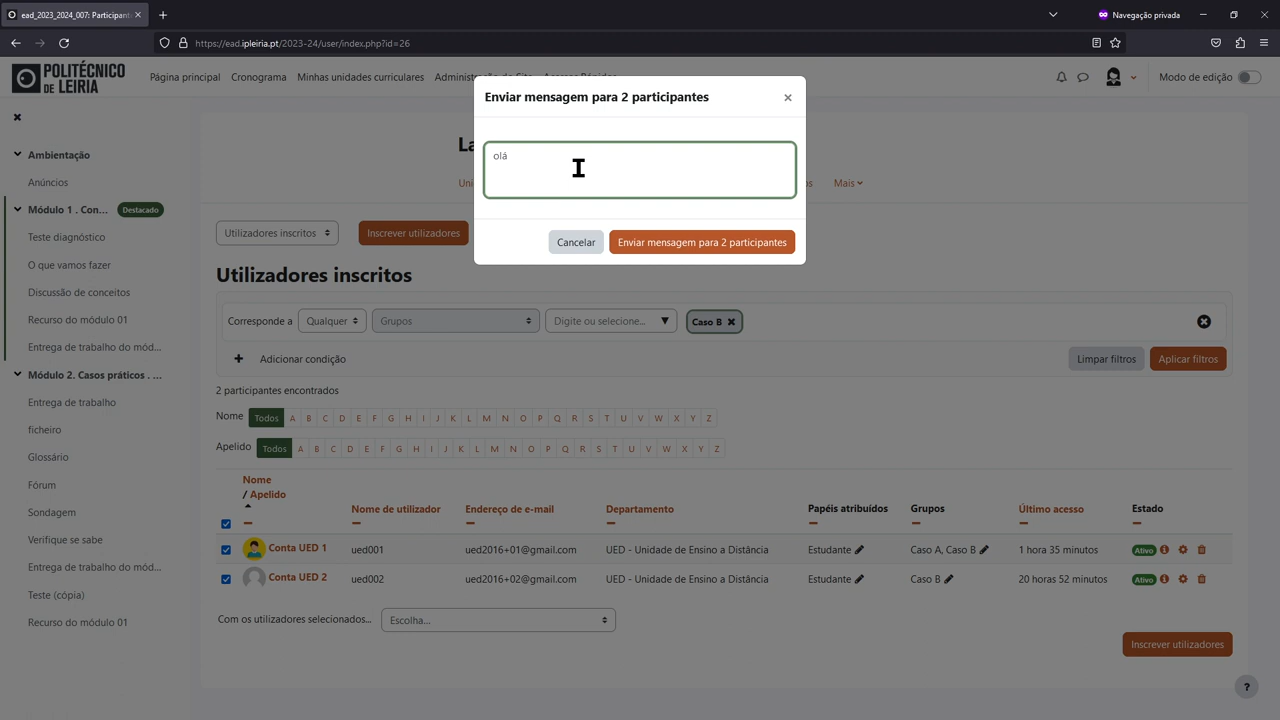 ead_2023_2024_007: Participant
Navegação privada
https://ead.ipleiria.pt/2023-24/user/index.php?id=26
POLITÉCNICO
DE LEIRIA
Página principal
Cronograma
Minhas unidades curriculares
Modo de edição
Enviar mensagem para 2 participantes
olá
Cancelar
Enviar mensagem para 2 participantes
Ambientação
Anúncios
Módulo 1 . Con...
Destacado
Teste diagnóstico
O que vamos fazer
Discussão de conceitos
Recurso do módulo 01
Entrega de trabalho do mód...
Módulo 2. Casos práticos . ...
Entrega de trabalho
ficheiro
Glossário
Fórum
Sondagem
Verifique se sabe
Entrega de trabalho do mód...
Teste (cópia)
Recurso do módulo 01
Mais
Utilizadores inscritos
Inscrever utilizadores
Utilizadores inscritos
Corresponde a
Qualquer
Grupos
Digite ou selecione...
Caso B
Adicionar condição
Limpar filtros
Aplicar filtros
2 participantes encontrados
Nome Todos A B C D E F G H I J K L M N O P Q R S T U V W X Y Z
Apelido Todos A B C D E F G H I J K L M N O P Q R S T U V W X Y Z
Nome
/ Apelido
Nome de utilizador
Endereço de e-mail
Departamento
Papéis atribuídos
Grupos
Último acesso
Estado
Conta UED 1 ued001 ued2016+01@gmail.com UED - Unidade de Ensino a Distância Estudante Caso A, Caso B 1 hora 35 minutos Ativo
Conta UED 2 ued002 ued2016+02@gmail.com UED - Unidade de Ensino a Distância Estudante Caso B 20 horas 52 minutos Ativo
Com os utilizadores selecionados...
Escolha...
Inscrever utilizadores
?